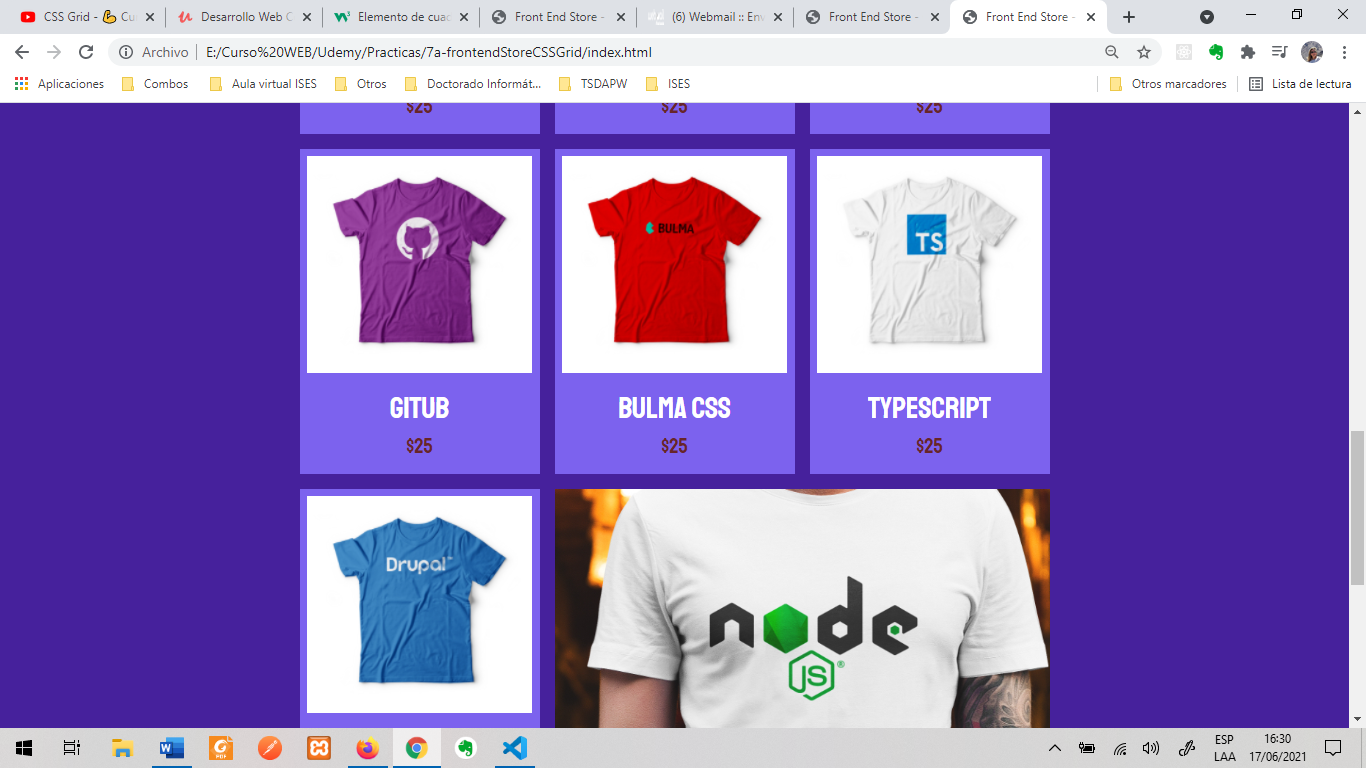 CSS Grid - 💪 Cu
Desarrollo Web C
Elemento de cuad
Front End Store -
(6) Webmail :: Env
Front End Store -
Front End Store -
Archivo
E:/Curso%20WEB/Udemy/Practicas/7a-frontendStoreCSSGrid/index.html
Aplicaciones
Combos
Aula virtual ISES
Otros
Doctorado Informát...
TSDAPW
ISES
Otros marcadores
Lista de lectura
$25
$25
$25
BULMA
TS
GITUB
BULMA CSS
TYPESCRIPT
$25
$25
$25
Drupal™
node
JS®
W
PDF
ESP
16:30
LAA
17/06/2021